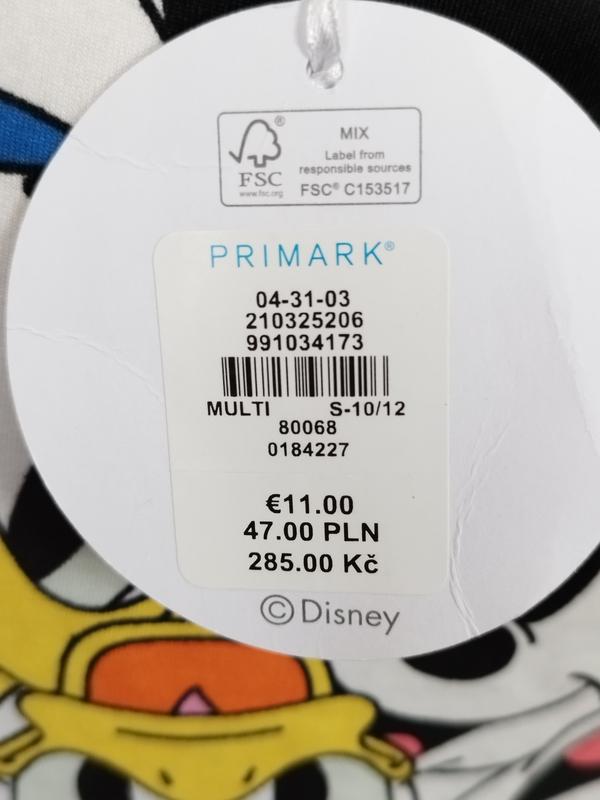 MIX
Label from
responsible sources
FSC® C153517
®
FSC
www.fsc.org
PRIMARK®
04-31-03
210325206
991034173
MULTI S-10/12
80068
0184227
€11.00
47.00 PLN
285.00 Kč
©Disney